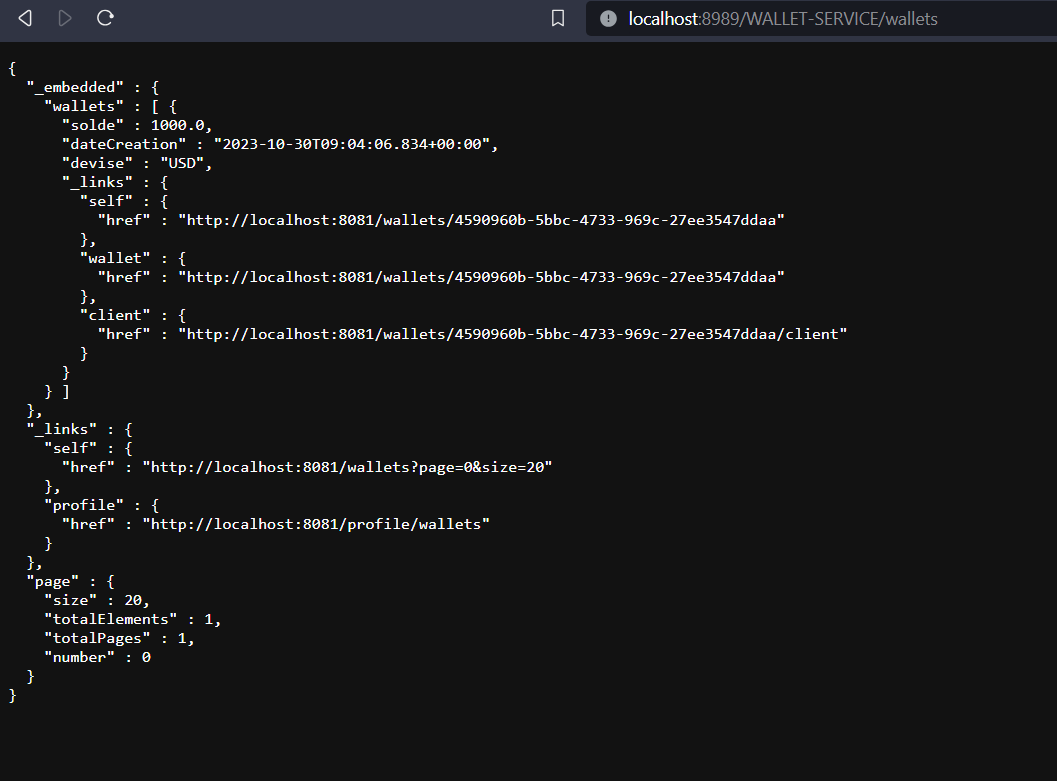 localhost:8989/WALLET-SERVICE/wallets
{
  "_embedded" : {
    "wallets" : [ {
      "solde" : 1000.0,
      "dateCreation" : "2023-10-30T09:04:06.834+00:00",
      "devise" : "USD",
      "_links" : {
        "self" : {
          "href" : "http://localhost:8081/wallets/4590960b-5bbc-4733-969c-27ee3547ddaa"
        },
        "wallet" : {
          "href" : "http://localhost:8081/wallets/4590960b-5bbc-4733-969c-27ee3547ddaa"
        },
        "client" : {
          "href" : "http://localhost:8081/wallets/4590960b-5bbc-4733-969c-27ee3547ddaa/client"
        }
      }
    } ]
  },
  "_links" : {
    "self" : {
      "href" : "http://localhost:8081/wallets?page=0&size=20"
    },
    "profile" : {
      "href" : "http://localhost:8081/profile/wallets"
    }
  },
  "page" : {
    "size" : 20,
    "totalElements" : 1,
    "totalPages" : 1,
    "number" : 0
  }
}